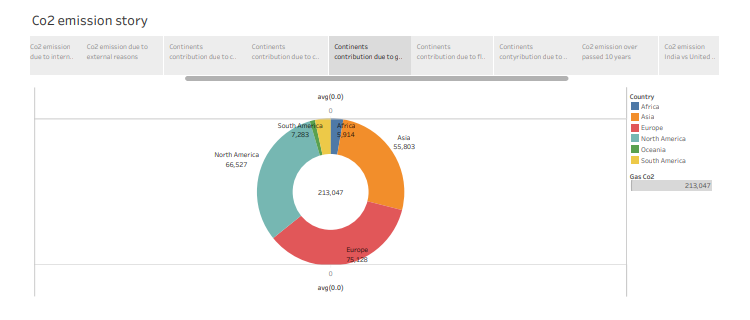 Co2 emission story
Co2 emission
due to intern..
Co2 emission due to
external reasons
Continents
contribution due to c..
Continents
contribution due to c..
Continents
contribution due to g..
Continents
contribution due to fl..
Continents
contyribution due to ..
Co2 emission over
passed 10 years
Co2 emission
India vs United ..
avg(0.0)
0
South America
7,283
Africa
5,914
Asia
55,803
North America
66,527
213,047
Europe
75,128
0
avg(0.0)
Country
Africa
Asia
Europe
North America
Oceania
South America
Gas Co2
213,047